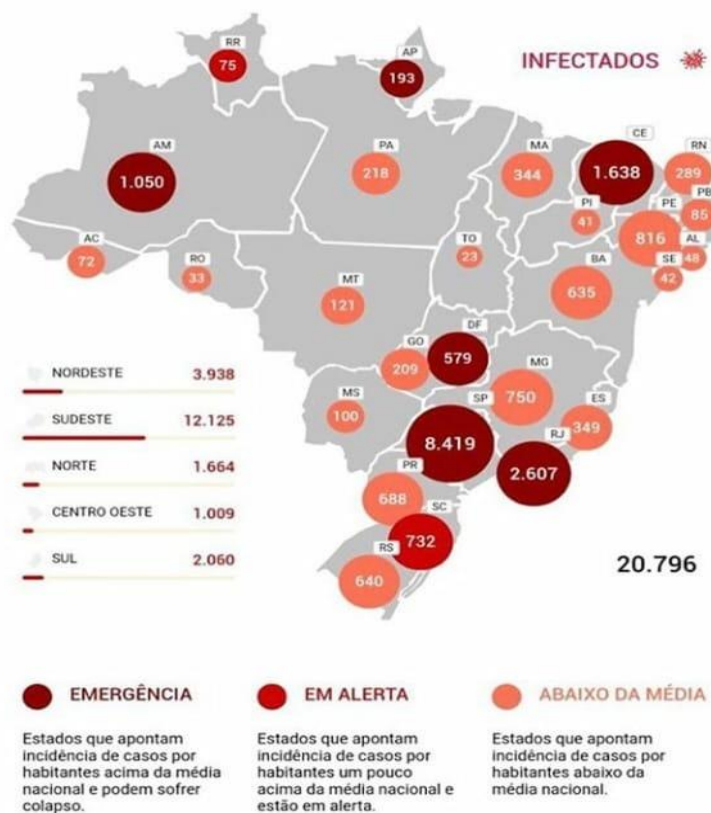 RR
75
AP
193
INFECTADOS
AM
1.050
PA
218
MA
344
CE
1.638
RN
289
PB
85
PI
41
PE
816
AL
48
SE
42
AC
72
RO
33
TO
23
MT
121
BA
635
DF
579
GO
209
MG
750
NORDESTE 3.938
SUDESTE 12.125
NORTE 1.664
CENTRO OESTE 1.009
SUL 2.060
MS
100
SP
8.419
ES
349
RJ
2.607
PR
688
SC
732
RS
640
20.796
EMERGÊNCIA
Estados que apontam
incidência de casos por
habitantes acima da média
nacional e podem sofrer
colapso.
EM ALERTA
Estados que apontam
incidência de casos por
habitantes um pouco
acima da média nacional e
estão em alerta.
ABAIXO DA MÉDIA
Estados que apontam
incidência de casos por
habitantes abaixo da
média nacional.